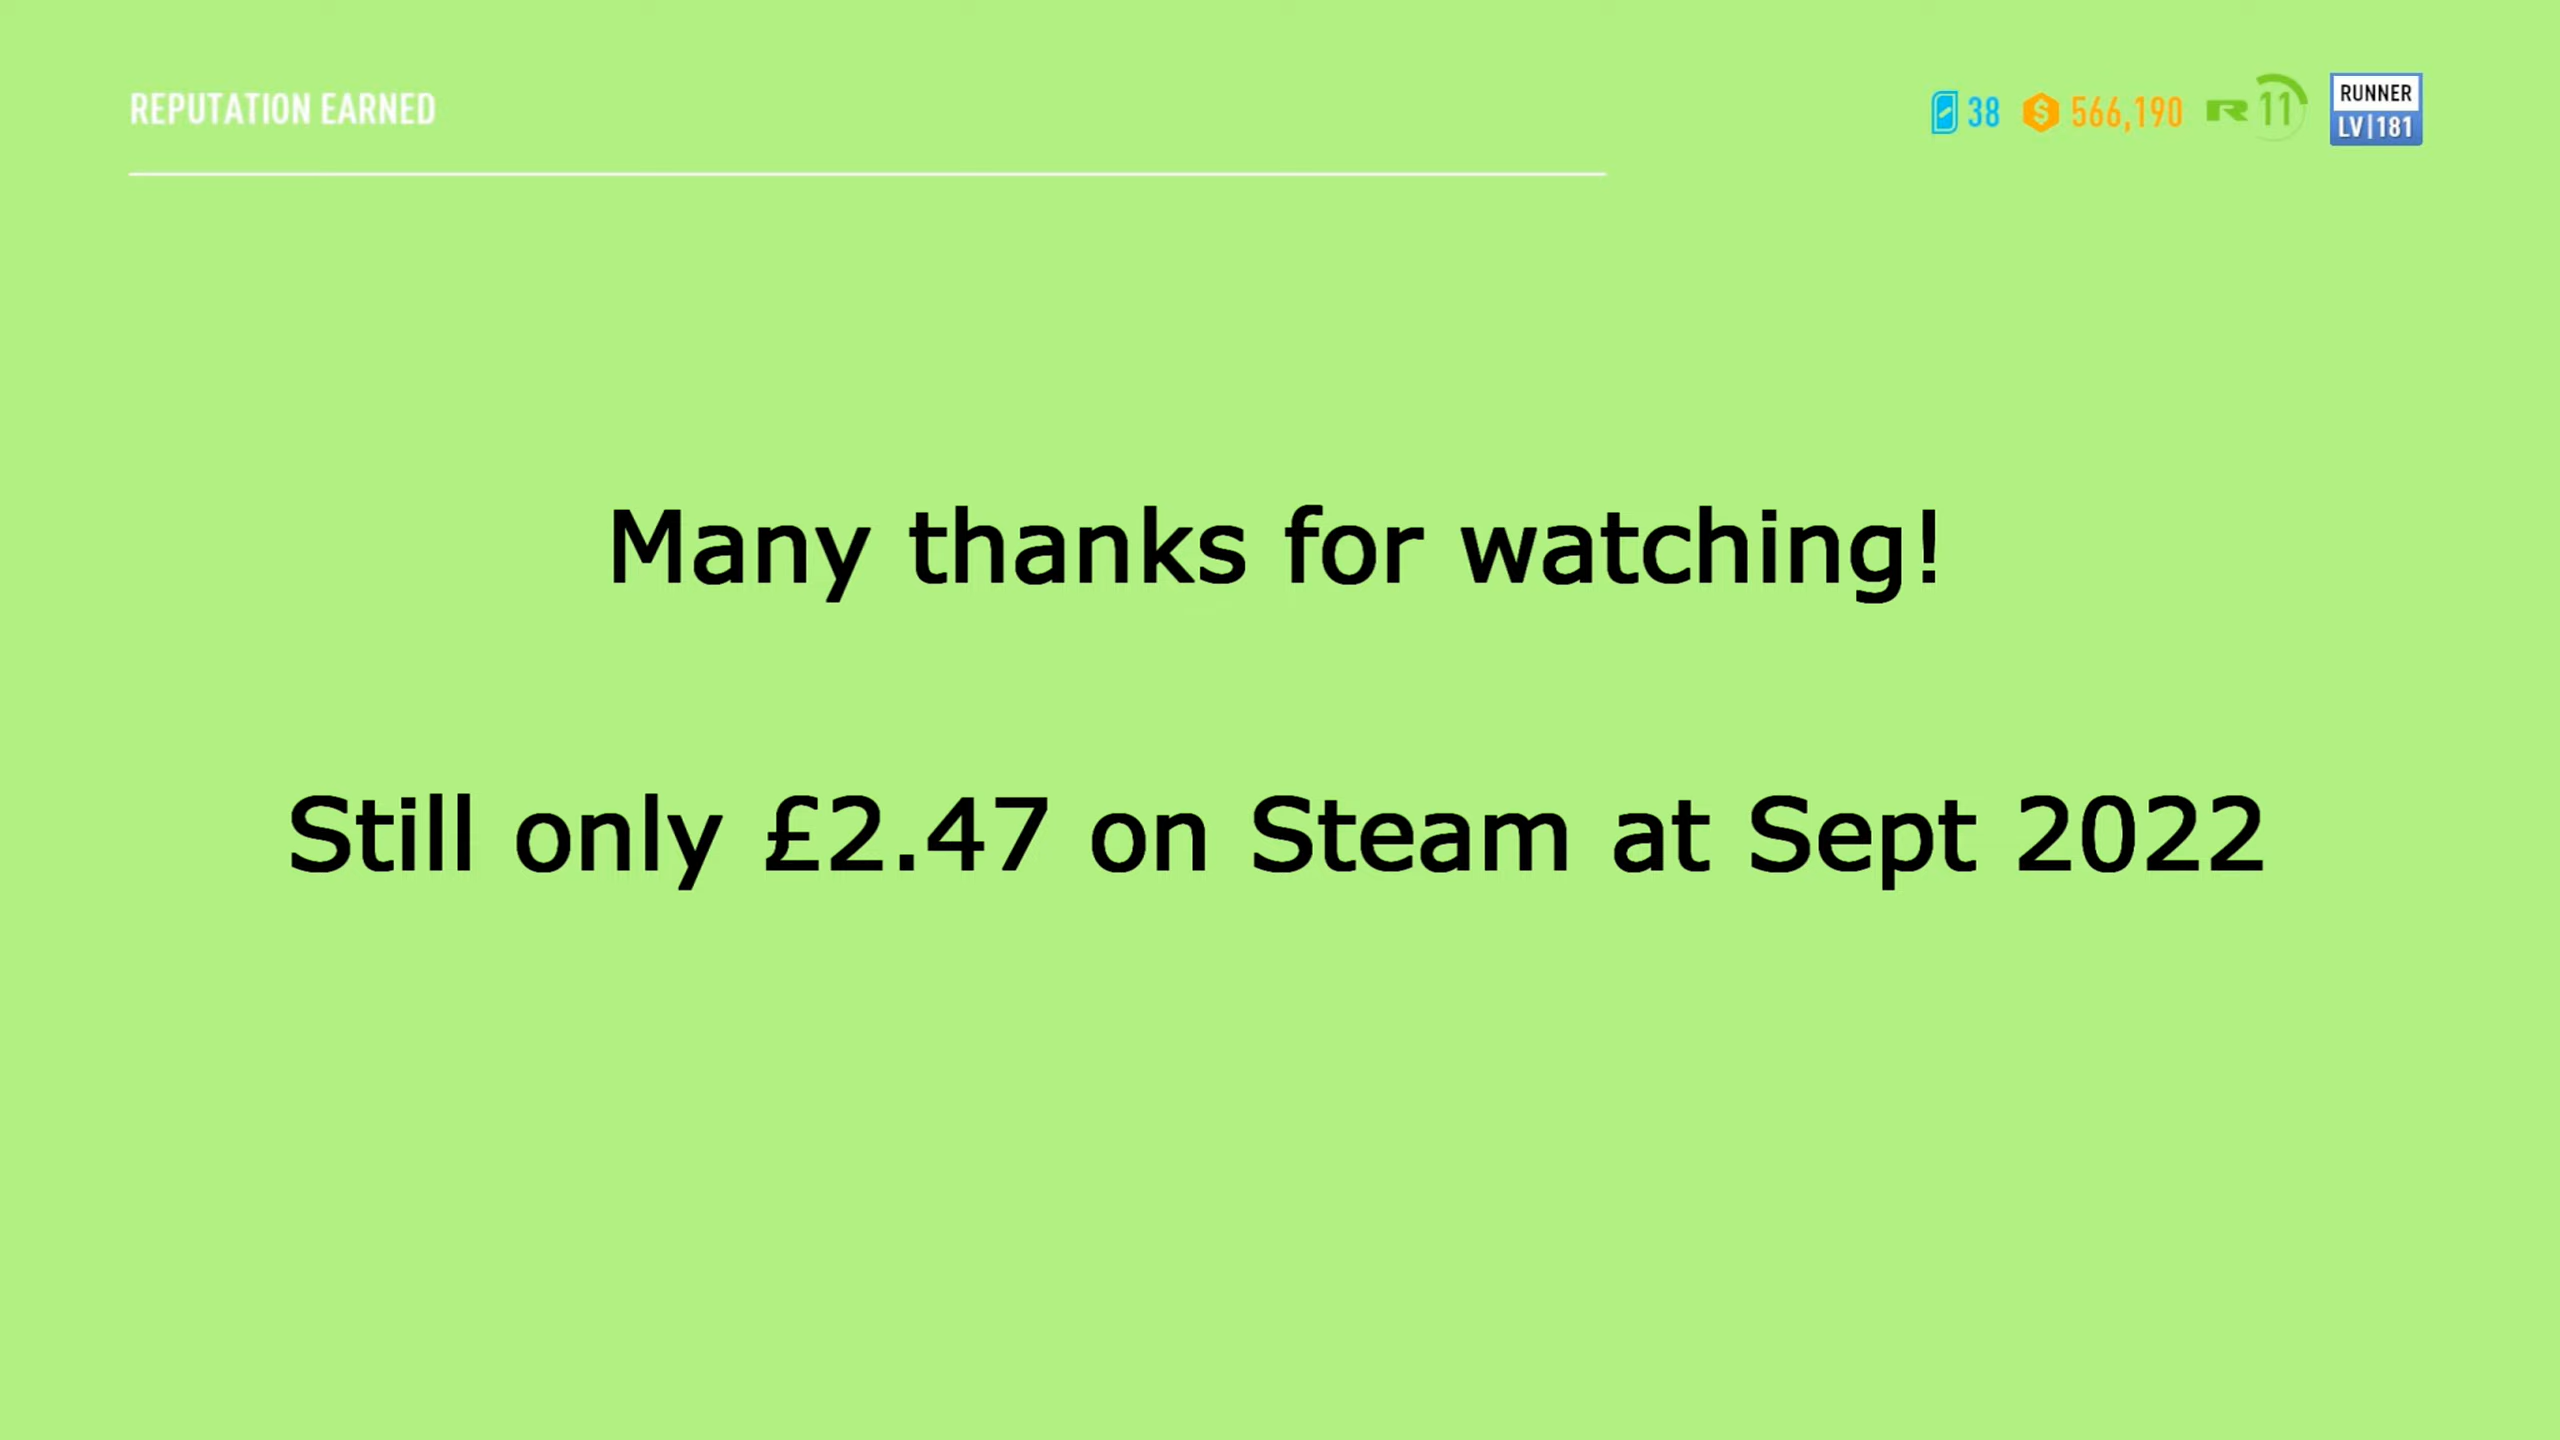 REPUTATION EARNED
38 566,190 R 11
RUNNER
LV|181
Many thanks for watching!
Still only £2.47 on Steam at Sept 2022